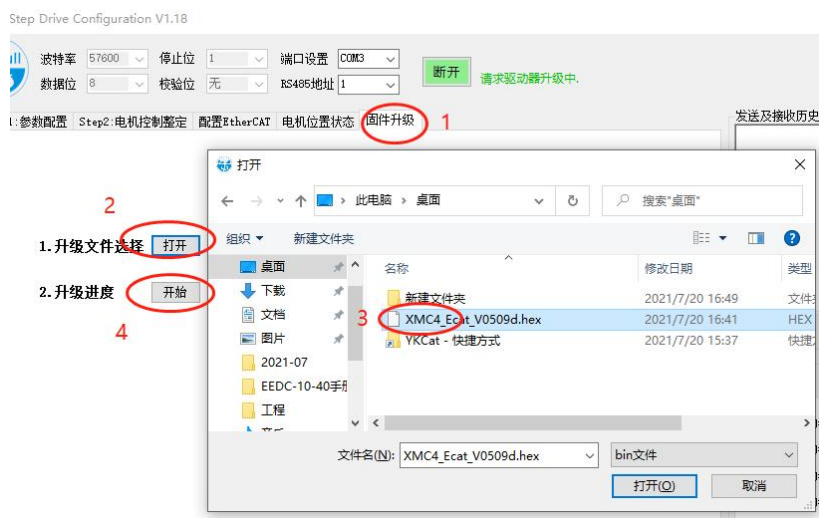 Step Drive Configuration V1.18
波特率 57600 停止位 1 端口设置 COM3
断开 请求驱动器升级中.
数据位 8 校验位 无 RS485地址 1
:参数配置 Step2:电机控制整定 配置EtherCAT 电机位置状态 固件升级 1
发送及接收历史
打开
此电脑 > 桌面
搜索"桌面"
组织 新建文件夹
2
1.升级文件选择 打开
2.升级进度 开始
4
桌面
下载
文档
图片
2021-07
EEDC-10-40手册
工程
名称 修改日期 类型
新建文件夹 2021/7/20 16:49
3 XMC4_Ecat_V0509d.hex 2021/7/20 16:41 HEX
YKCat - 快捷方式 2021/7/20 15:37 快捷
文件名(N): XMC4_Ecat_V0509d.hex bin文件
打开(O) 取消